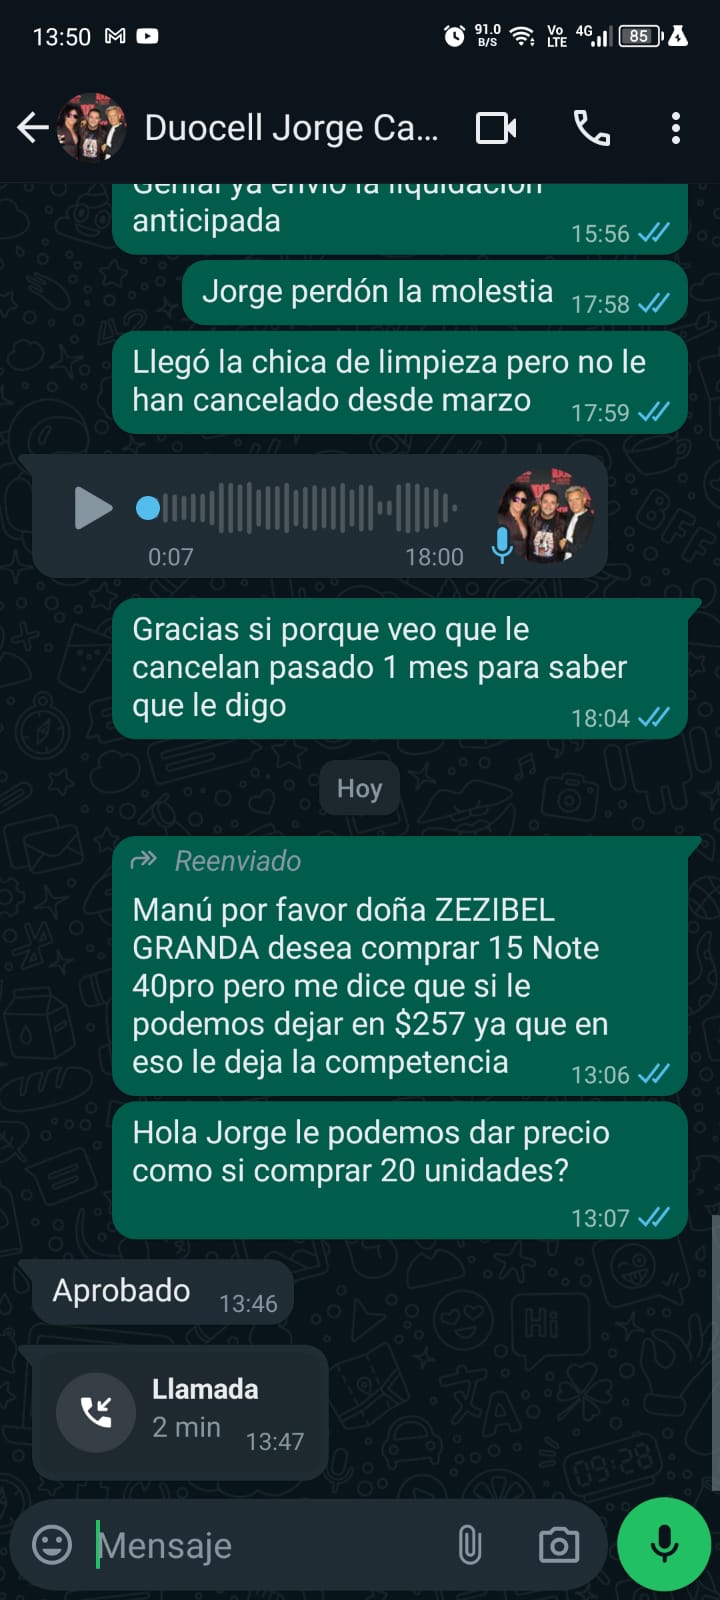 13:50
91.0
B/S
Vo
LTE
4G
85
Duocell Jorge Ca...
Genial ya envío la liquidación
anticipada
15:56
Jorge perdón la molestia
17:58
Llegó la chica de limpieza pero no le
han cancelado desde marzo
17:59
0:07
18:00
Gracias si porque veo que le
cancelan pasado 1 mes para saber
que le digo
18:04
Hoy
Reenviado
Manú por favor doña ZEZIBEL
GRANDA desea comprar 15 Note
40pro pero me dice que si le
podemos dejar en $257 ya que en
eso le deja la competencia
13:06
Hola Jorge le podemos dar precio
como si comprar 20 unidades?
13:07
Aprobado
13:46
Llamada
2 min
13:47
Mensaje